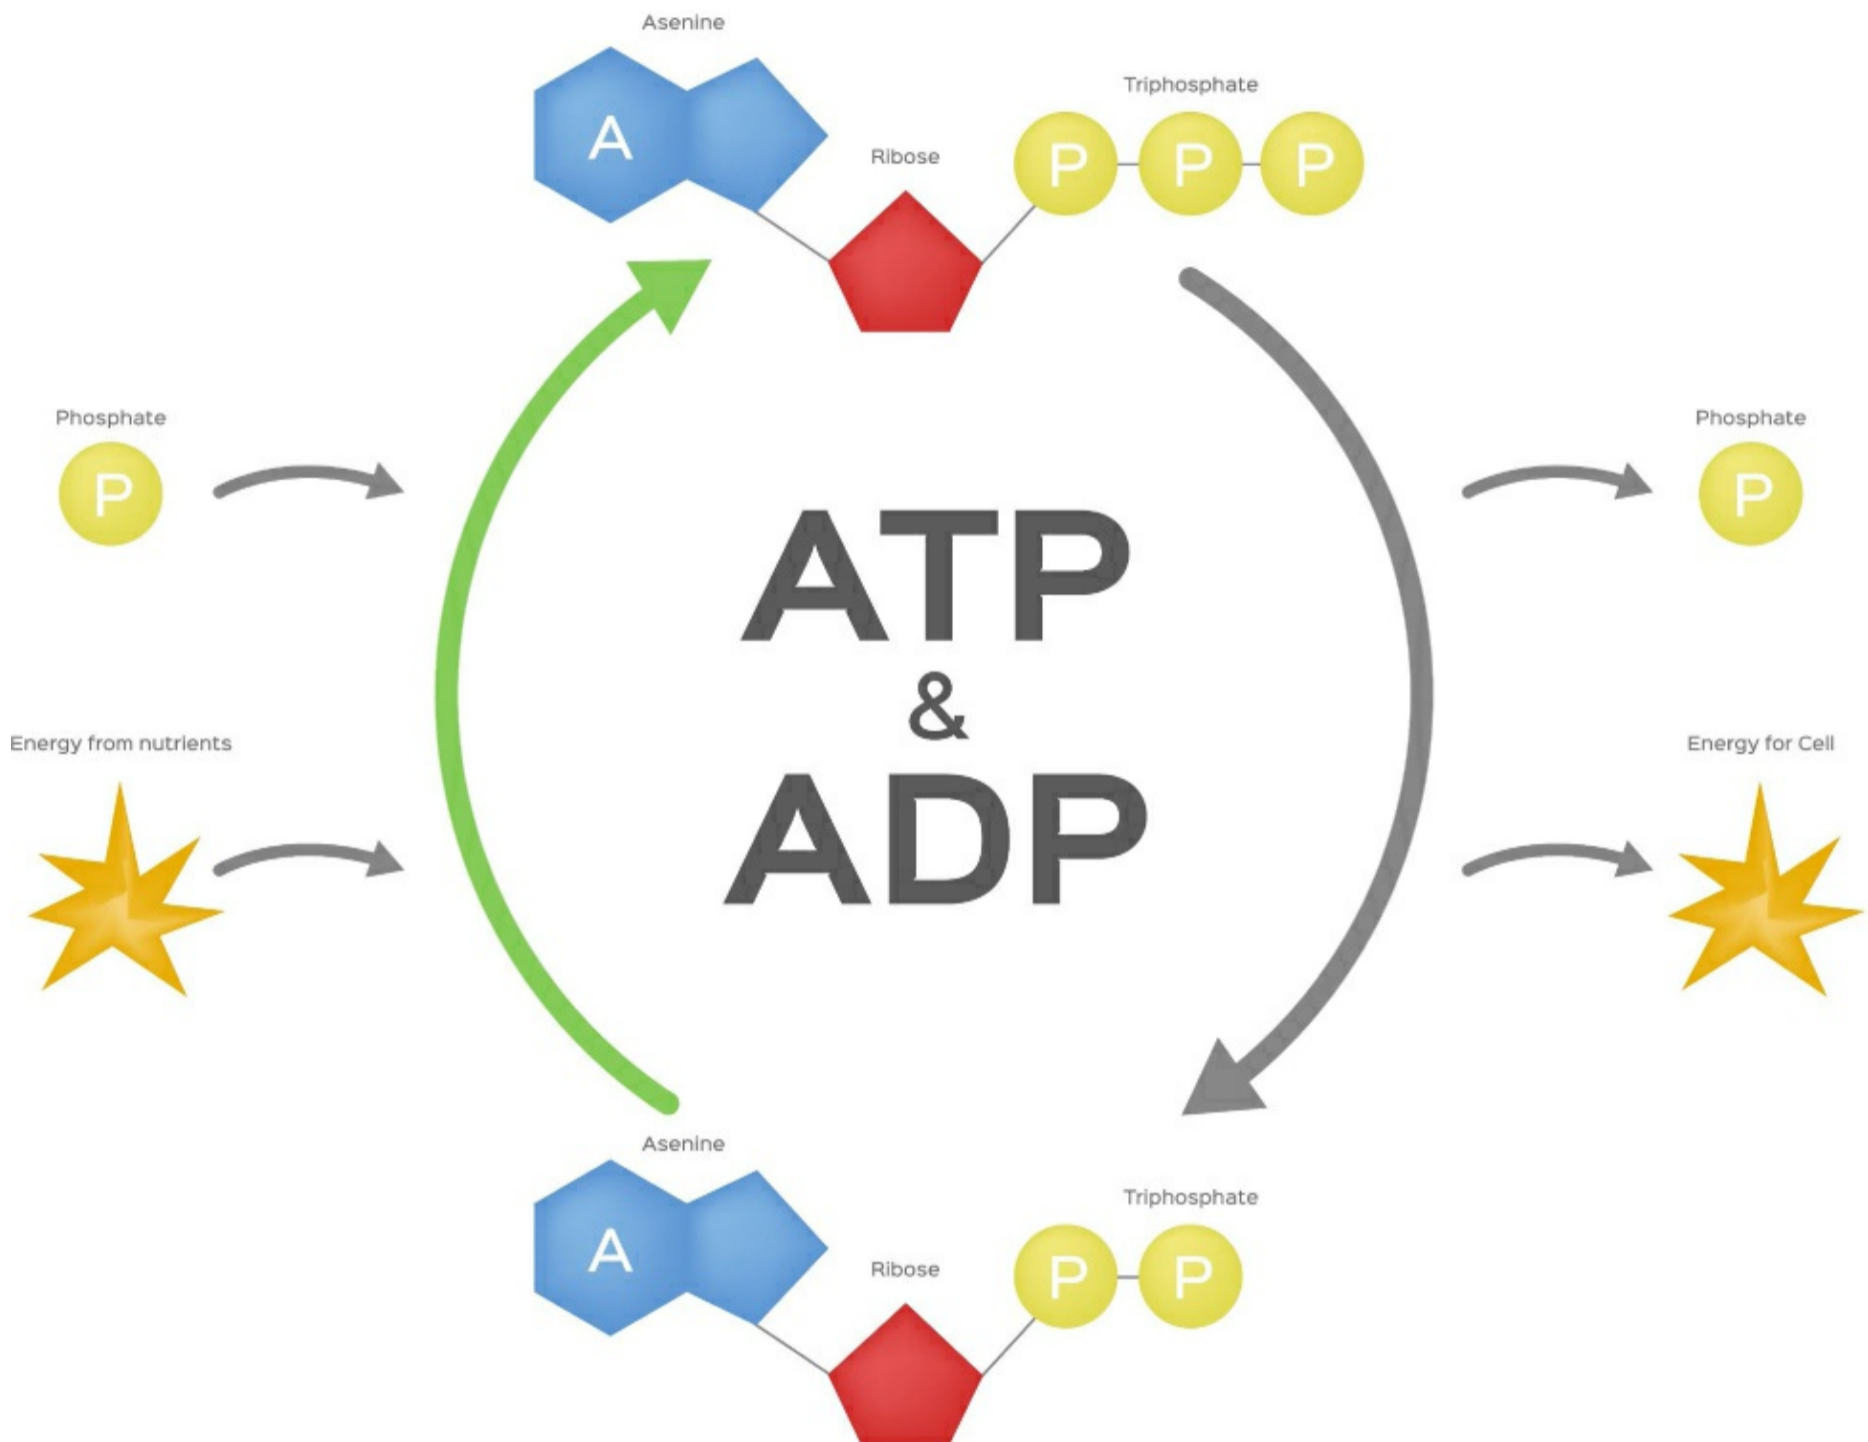 Asenine
A
Ribose
Triphosphate
P P P
Phosphate
P
Phosphate
P
ATP
&
ADP
Energy from nutrients
Energy for Cell
Asenine
A
Ribose
Triphosphate
P P